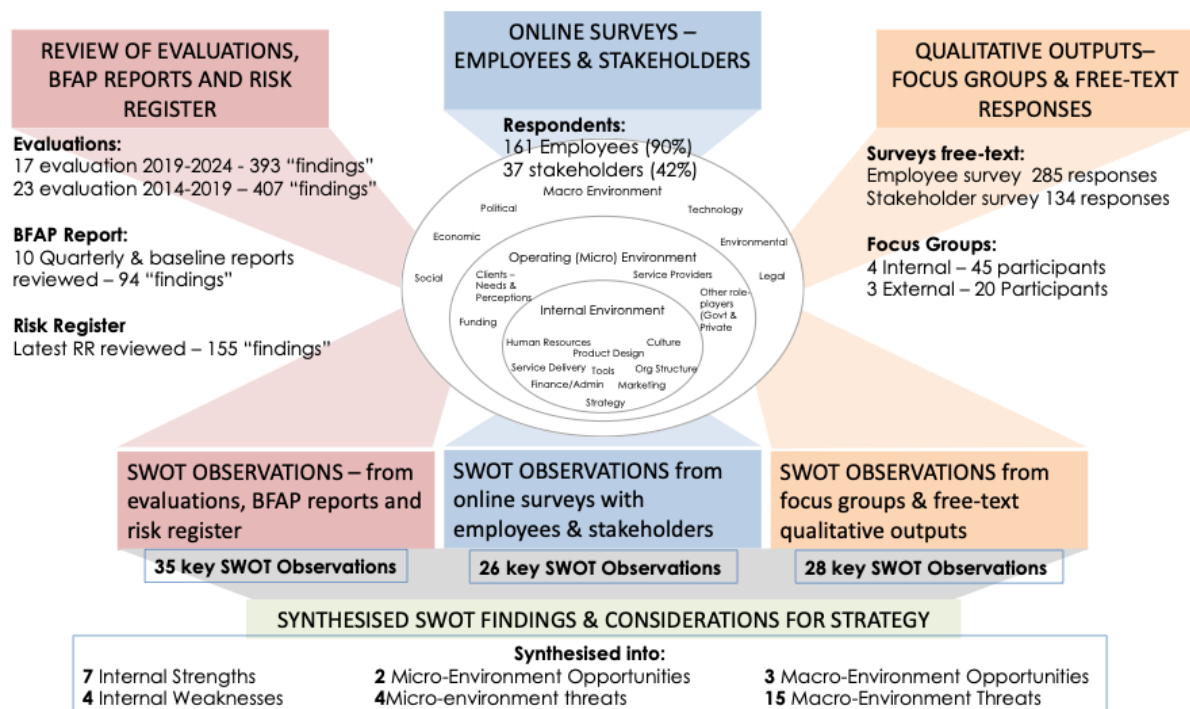 REVIEW OF EVALUATIONS,
BFAP REPORTS AND RISK
REGISTER
Evaluations:
17 evaluation 2019-2024 - 393 “findings”
23 evaluation 2014-2019 – 407 “findings”
BFAP Report:
10 Quarterly & baseline reports
reviewed – 94 “findings”
Risk Register
Latest RR reviewed – 155 “findings”
ONLINE SURVEYS –
EMPLOYEES & STAKEHOLDERS
Respondents:
161 Employees (90%)
37 stakeholders (42%)
Macro Environment
Political
Technology
Economic
Environmental
Social
Legal
Operating (Micro) Environment
Clients –
Needs &
Perceptions
Service Providers
Other role-
players
(Govt &
Private
Funding
Internal Environment
Human Resources
Culture
Product Design
Service Delivery
Tools
Org Structure
Finance/Admin
Marketing
Strategy
QUALITATIVE OUTPUTS–
FOCUS GROUPS & FREE-TEXT
RESPONSES
Surveys free-text:
Employee survey 285 responses
Stakeholder survey 134 responses
Focus Groups:
4 Internal – 45 participants
3 External – 20 Participants
SWOT OBSERVATIONS – from
evaluations, BFAP reports and
risk register
35 key SWOT Observations
SWOT OBSERVATIONS from
online surveys with
employees & stakeholders
26 key SWOT Observations
SWOT OBSERVATIONS from
focus groups & free-text
qualitative outputs
28 key SWOT Observations
SYNTHESISED SWOT FINDINGS & CONSIDERATIONS FOR STRATEGY
Synthesised into:
7 Internal Strengths
4 Internal Weaknesses
2 Micro-Environment Opportunities
4Micro-environment threats
3 Macro-Environment Opportunities
15 Macro-Environment Threats